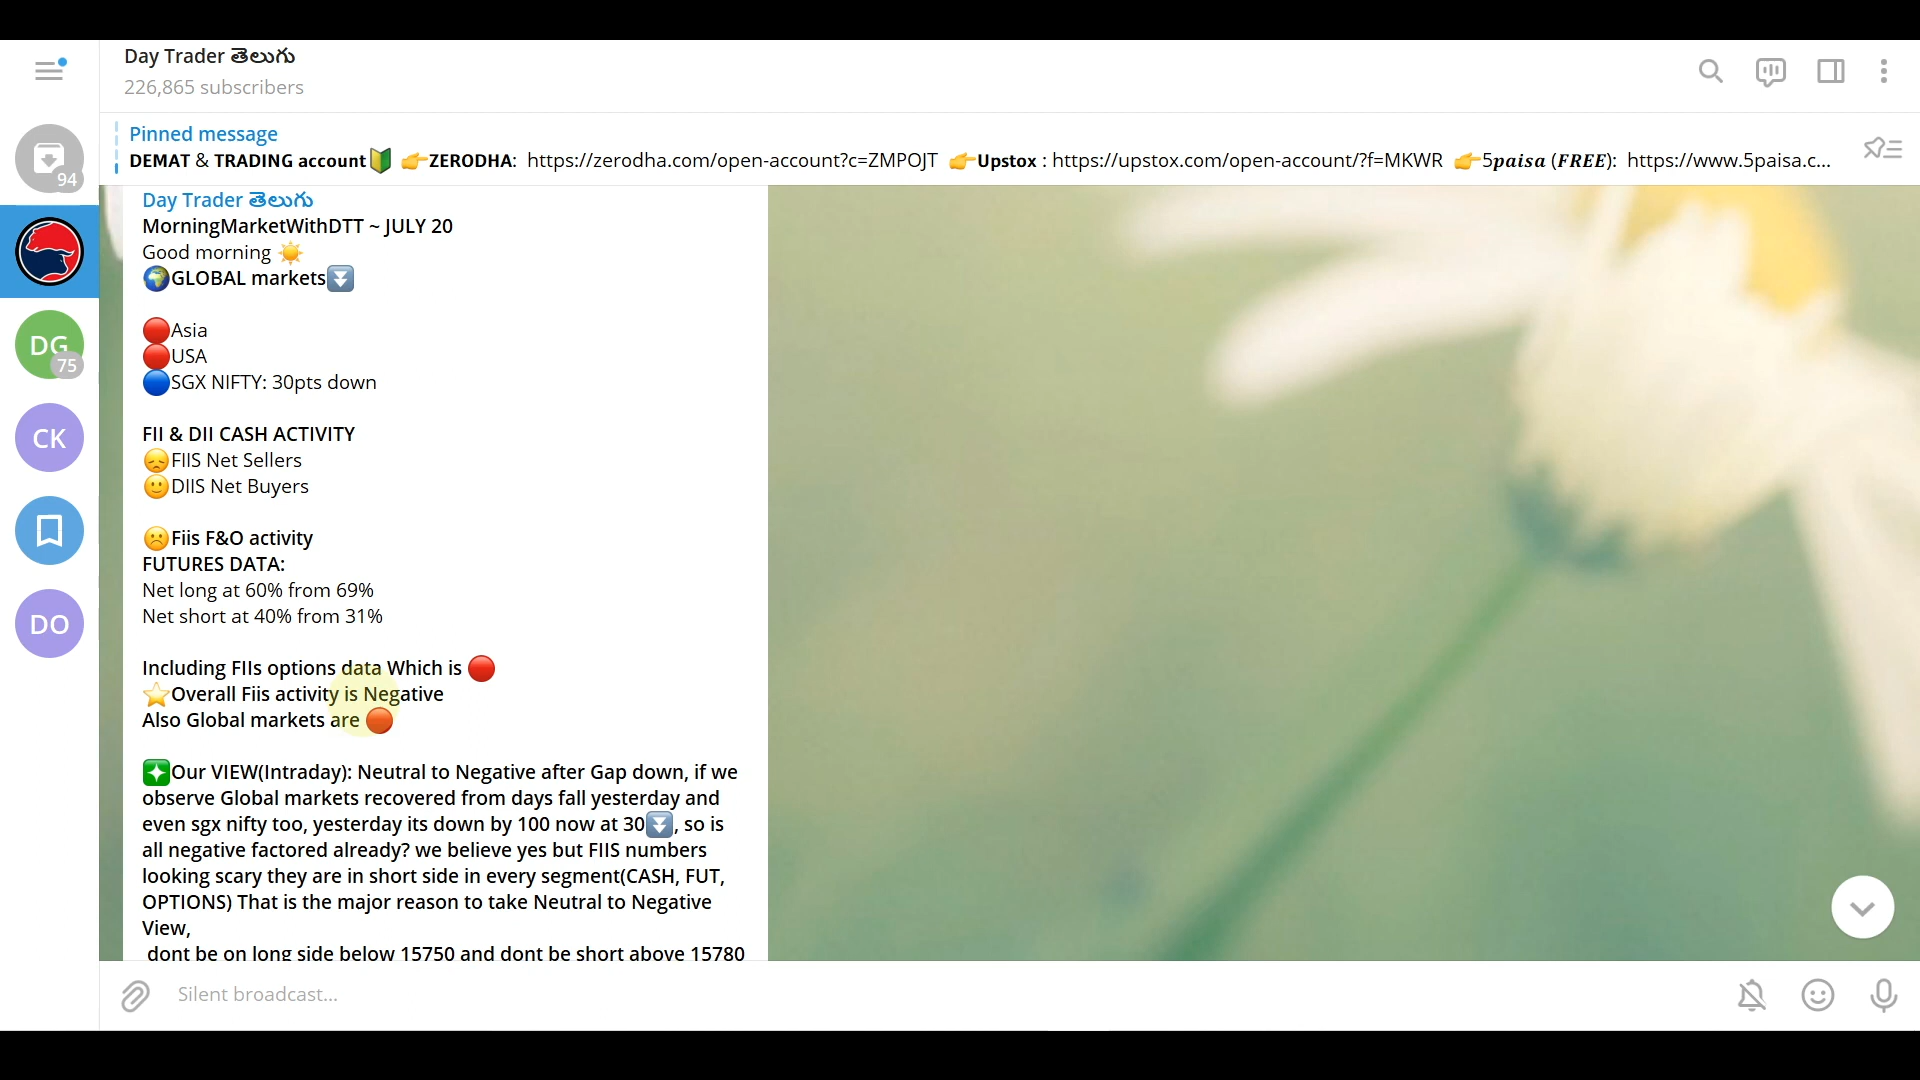 Day Trader తెలుగు
226,865 subscribers
Pinned message
DEMAT & TRADING account🔰 👉ZERODHA: https://zerodha.com/open-account?c=ZMPOJT 👉Upstox : https://upstox.com/open-account/?f=MKWR 👉5paisa (FREE): https://www.5paisa.c...
94
Day Trader తెలుగు
MorningMarketWithDTT ~ JULY 20
Good morning ☀️
🌍GLOBAL markets⏬
🔴Asia
🔴USA
🔵SGX NIFTY: 30pts down
DG
75
CK
DO
FII & DII CASH ACTIVITY
😞FIIS Net Sellers
🙂DIIS Net Buyers
☹️Fiis F&O activity
FUTURES DATA:
Net long at 60% from 69%
Net short at 40% from 31%
Including FIIs options data Which is 🔴
⭐Overall Fiis activity is Negative
Also Global markets are 🔴
❇️Our VIEW(Intraday): Neutral to Negative after Gap down, if we
observe Global markets recovered from days fall yesterday and
even sgx nifty too, yesterday its down by 100 now at 30⏬, so is
all negative factored already? we believe yes but FIIS numbers
looking scary they are in short side in every segment(CASH, FUT,
OPTIONS) That is the major reason to take Neutral to Negative
View,
dont be on long side below 15750 and dont be short above 15780
Silent broadcast...